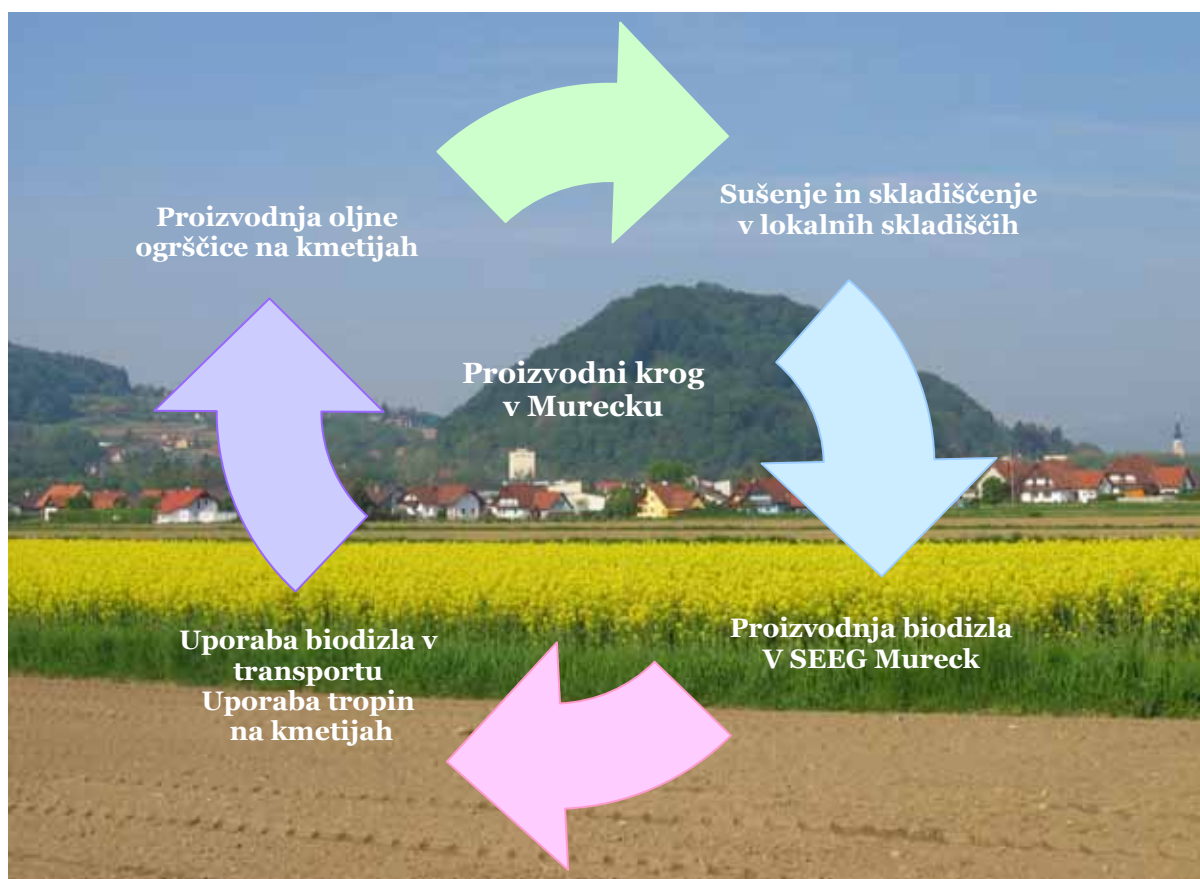 Proizvodnja oljne
ogrščice na kmetijah
Sušenje in skladiščenje
v lokalnih skladiščih
Proizvodni krog
v Murecku
Uporaba biodizla v
transportu
Uporaba tropin
na kmetijah
Proizvodnja biodizla
V SEEG Mureck